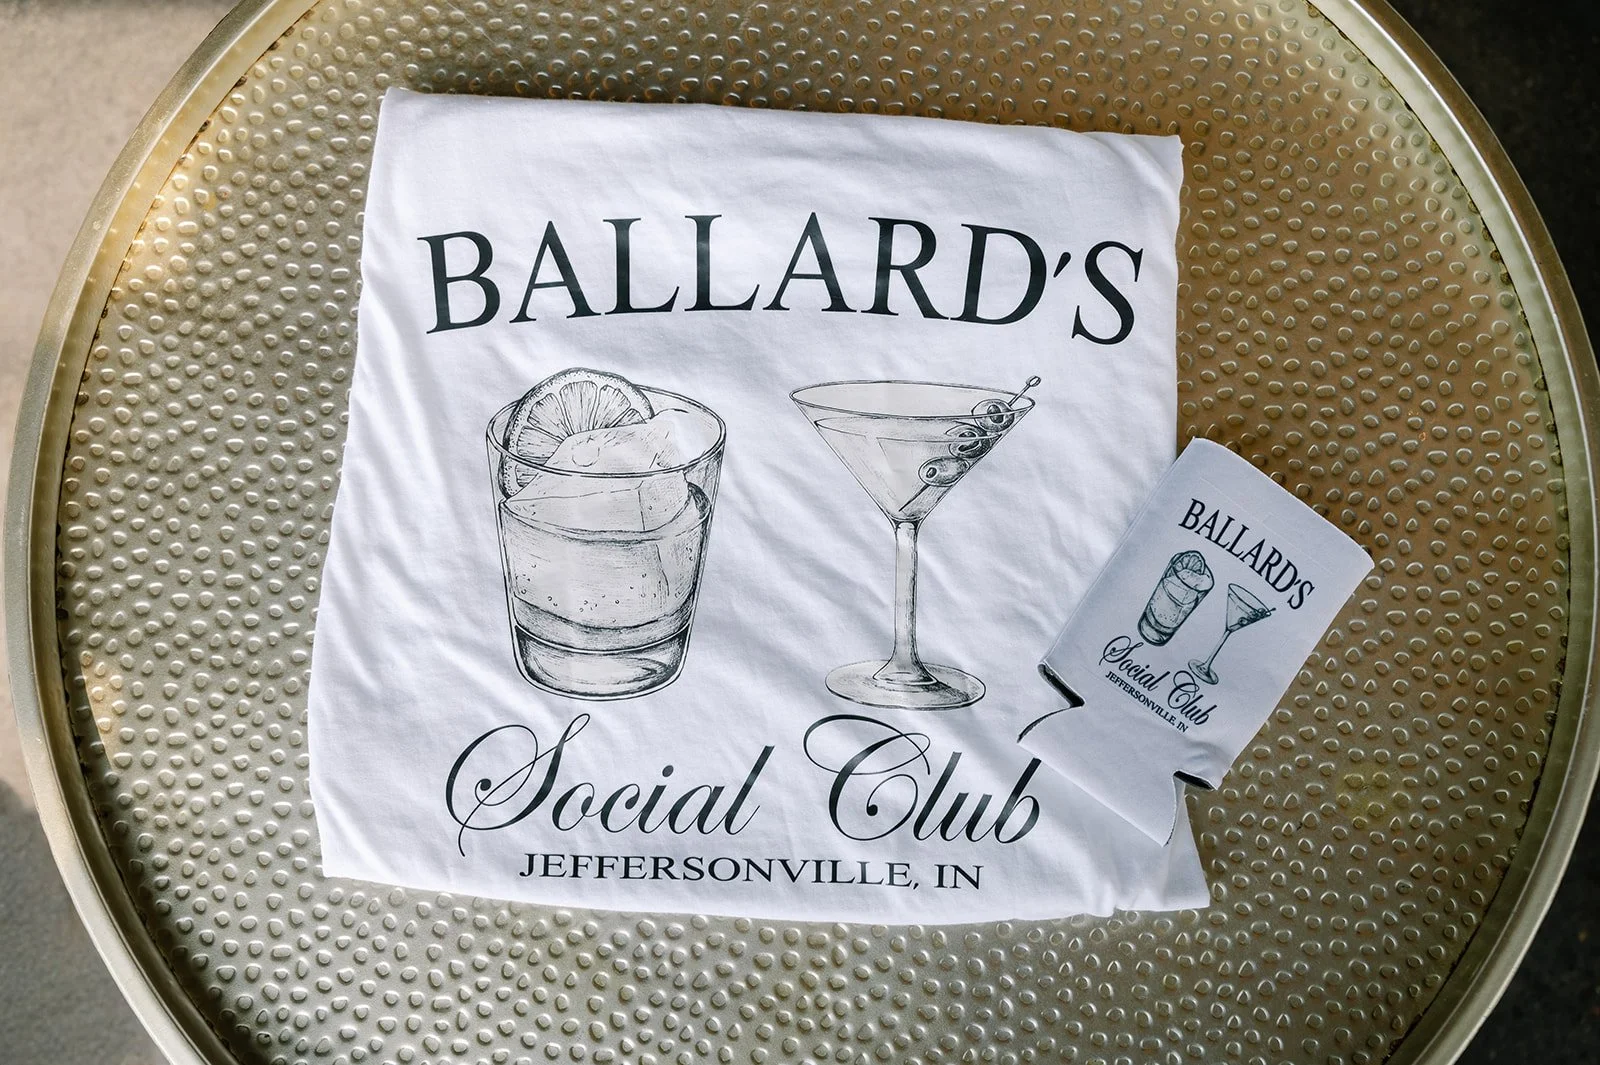 BALLARD'S
Social Club
JEFFERSONVILLE, IN
BALLARD'S
Social Club
JEFFERSONVILLE, IN